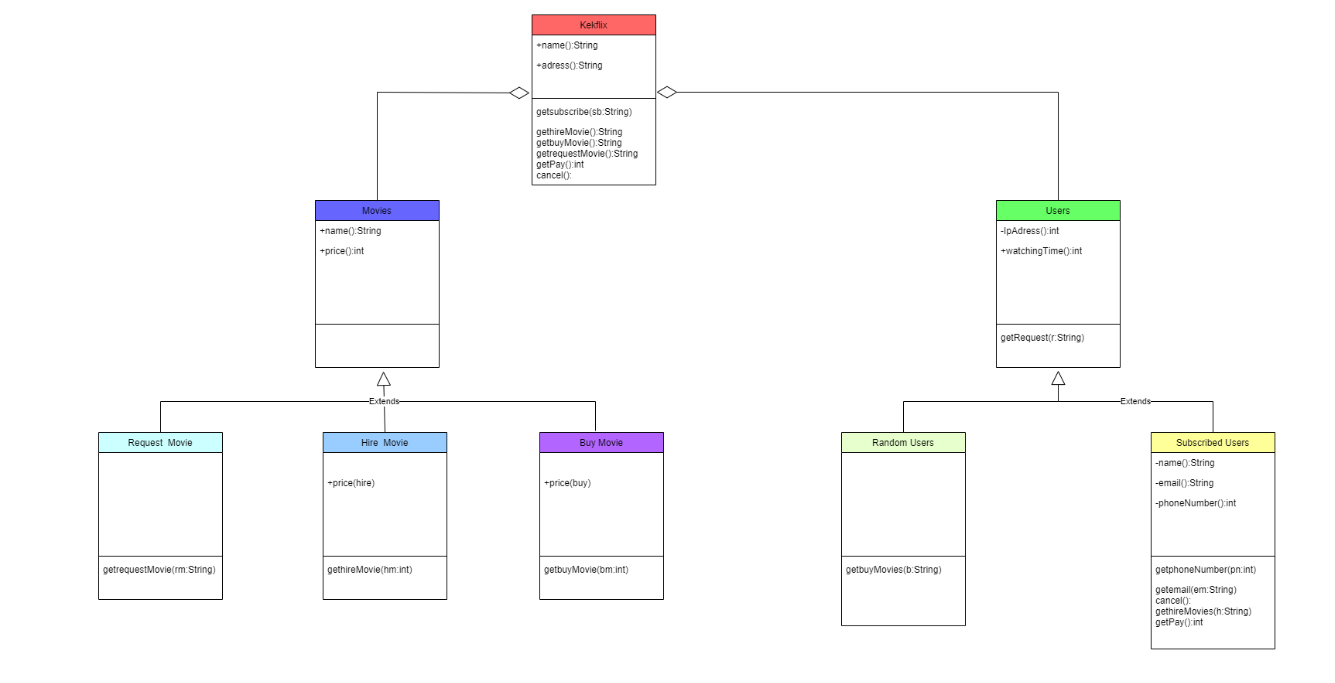 Kekflix
+name():String
+adress():String
getsubscribe(sb:String)
gethireMovie():String
getbuyMovie():String
getrequestMovie():String
getPay():int
cancel():
Movies
+name():String
+price():int
Users
-IpAdress():int
+watchingTime():int
getRequest(r:String)
Extends
Extends
Request Movie
getrequestMovie(rm:String)
Hire Movie
+price(hire)
gethireMovie(hm:int)
Buy Movie
+price(buy)
getbuyMovie(bm:int)
Random Users
getbuyMovies(b:String)
Subscribed Users
-name():String
-email():String
-phoneNumber():int
getphoneNumber(pn:int)
getemail(em:String)
cancel():
gethireMovies(h:String)
getPay():int